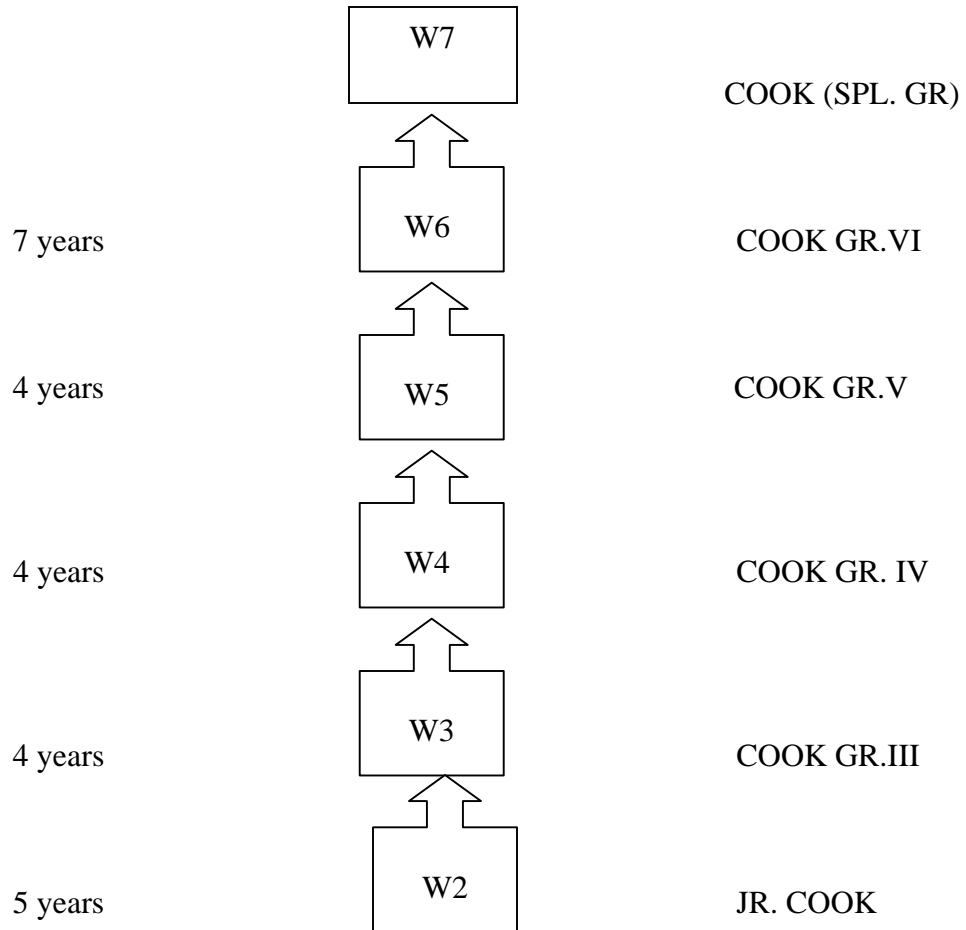 W7
COOK (SPL. GR)
7 years W6 COOK GR.VI
4 years W5 COOK GR.V
4 years W4 COOK GR. IV
4 years W3 COOK GR.III
5 years W2 JR. COOK